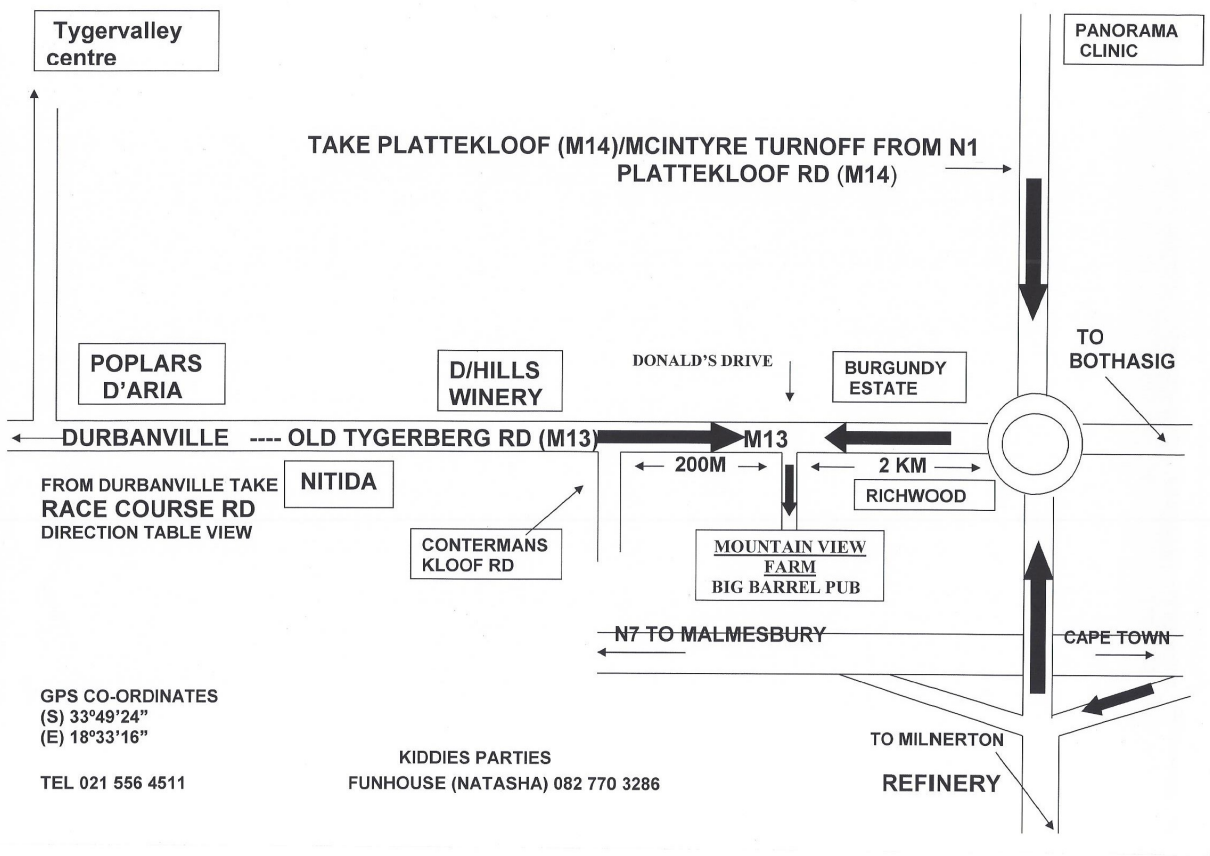 Tygervalley
centre
PANORAMA
CLINIC
TAKE PLATTEKLOOF (M14)/MCINTYRE TURNOFF FROM N1
PLATTEKLOOF RD (M14)
POPLARS
D'ARIA
D/HILLS
WINERY
DONALD'S DRIVE
BURGUNDY
ESTATE
TO
BOTHASIG
DURBANVILLE ---- OLD TYGERBERG RD (M13)
M13
200M
2 KM
FROM DURBANVILLE TAKE
RACE COURSE RD
DIRECTION TABLE VIEW
NITIDA
RICHWOOD
CONTERMANS
KLOOF RD
MOUNTAIN VIEW
FARM
BIG BARREL PUB
N7 TO MALMESBURY
CAPE TOWN
GPS CO-ORDINATES
(S) 33º49'24”
(E) 18º33'16”
TO MILNERTON
KIDDIES PARTIES
TEL 021 556 4511
FUNHOUSE (NATASHA) 082 770 3286
REFINERY